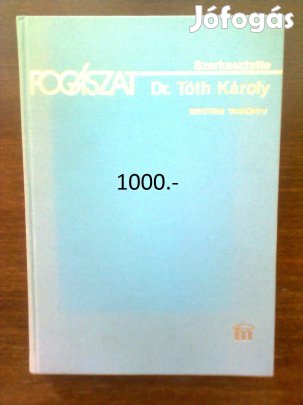 Jófogás
Szerkesztette
FOGÁSZAT Dr. Tóth Károly
EGYETEMI TANKÖNYV
1000.-